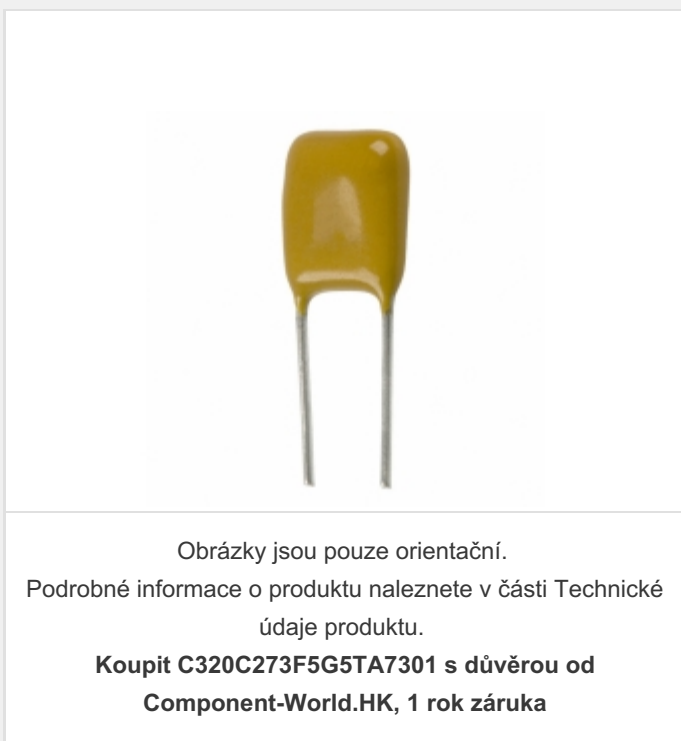 Obrázky jsou pouze orientační.
Podrobné informace o produktu naleznete v části Technické
údaje produktu.
Koupit C320C273F5G5TA7301 s důvěrou od
Component-World.HK, 1 rok záruka